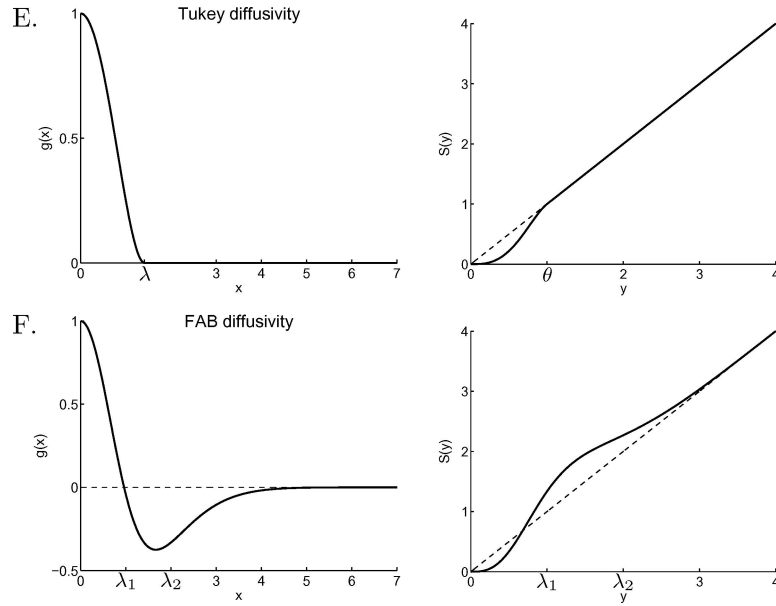 E.
Tukey diffusivity
1
0.5
0
g(x)
0 λ 3 4 5 6 7
x
4
3
2
1
0
S(y)
0 θ 2 3 4
y
F.
FAB diffusivity
1
0.5
0
−0.5
g(x)
0 λ₁ λ₂ 3 4 5 6 7
x
4
3
2
1
0
S(y)
0 λ₁ λ₂ 3 4
y